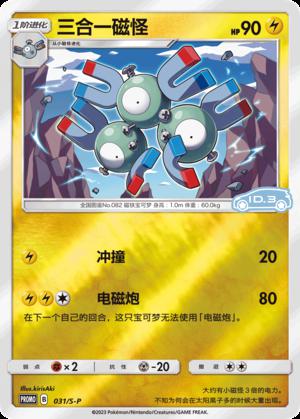 1阶进化
三合一磁怪
HP90
从小磁怪进化
ID.3
全国图鉴No.082 磁铁宝可梦 身高:1.0m 体重:60.0kg
冲撞 20
电磁炮 80
在下一个自己的回合,这只宝可梦无法使用「电磁炮」。
弱点 ×2 抗性 -20 撤退
Illus.kirisAki
PROMO B 031/S-P
大约有小磁怪3倍的电力。
不知为何会在太阳黑子多的时候大量出现。
©2023 Pokémon/Nintendo/Creatures/GAME FREAK.